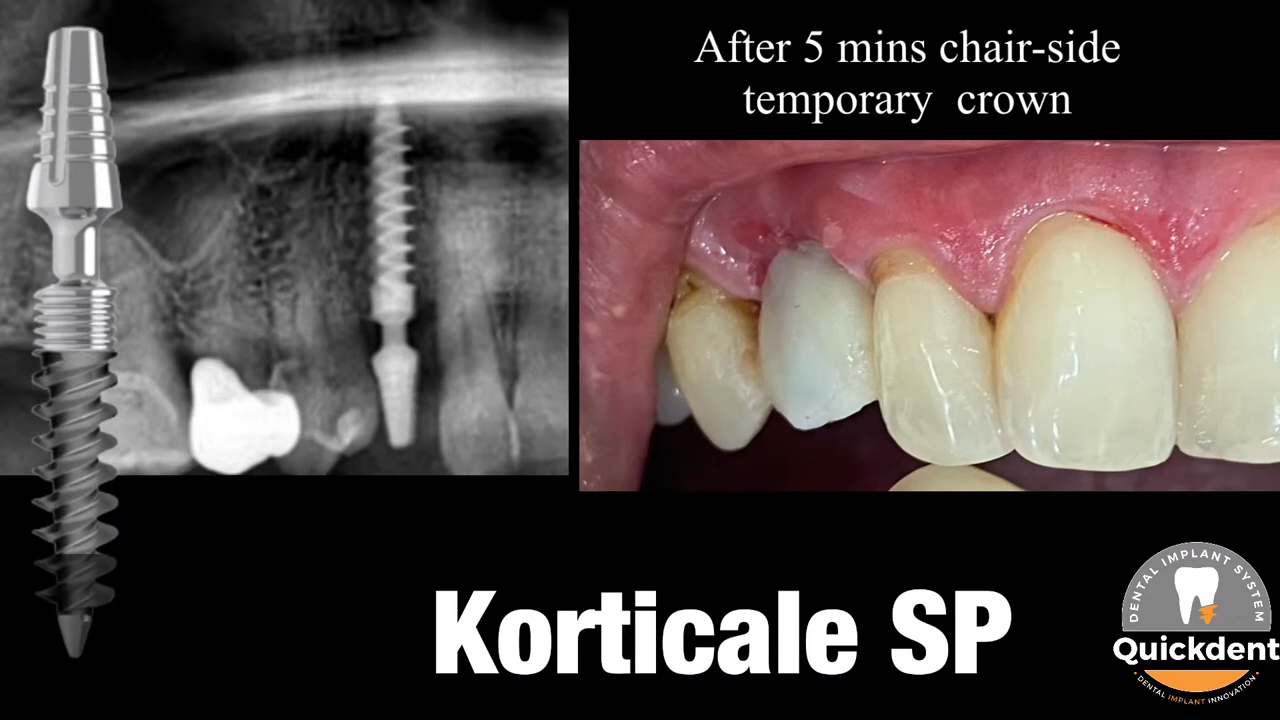 After 5 mins chair-side
temporary crown
Korticale SP
DENTAL IMPLANT SYSTEM
Quickdent
• DENTAL IMPLANT INNOVATION •